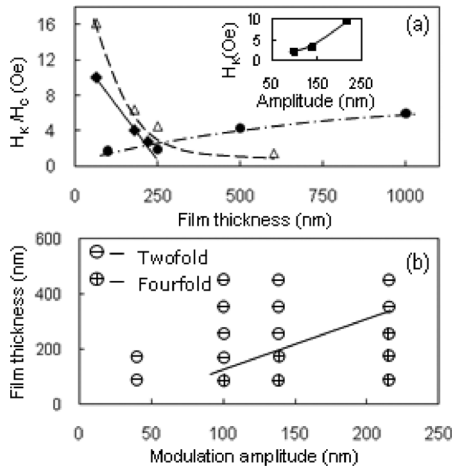 (a)
16
12
8
4
0
H_K/H_C (Oe)
0 250 500 750 1000
Film thickness (nm)
10
5
0
H_K(Oe)
50 150 250
Amplitude (nm)
(b)
600
400
200
0
Film thickness (nm)
⊖ — Twofold
⊕ — Fourfold
0 50 100 150 200 250
Modulation amplitude (nm)